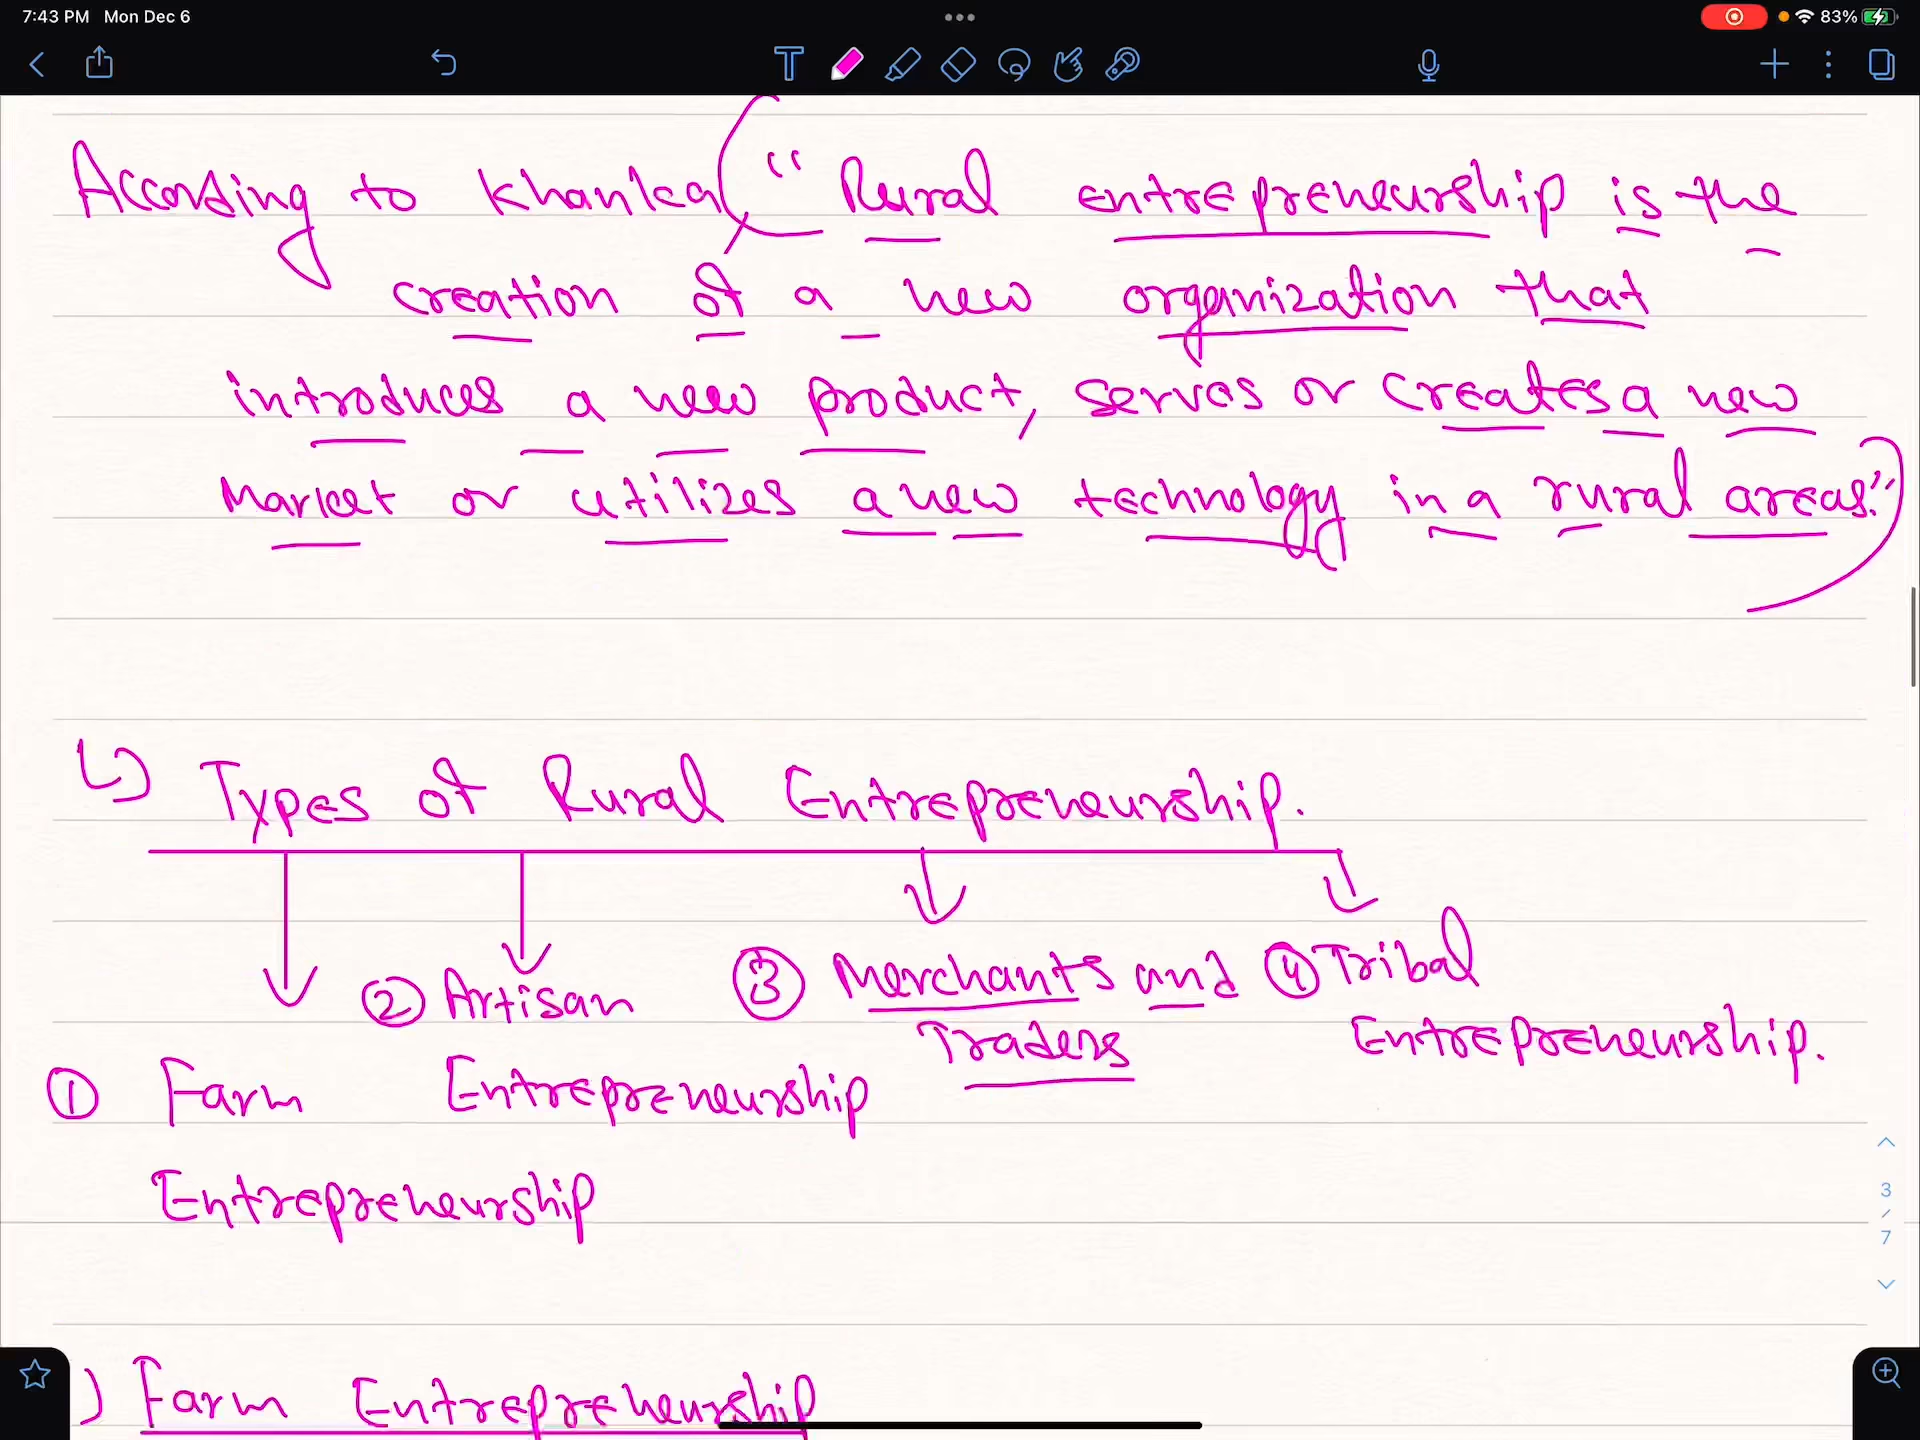 7:43 PM Mon Dec 6
83%
According to Khanka "Rural entrepreneurship is the
creation of a new organization that
introduces a new product, serves or creates a new
Market or utilizes a new technology in a rural areas."
Types of Rural Entrepreneurship.
② Artisan ③ Merchants and ④ Tribal
Traders Entrepreneurship.
① Farm Entrepreneurship
Entrepreneurship
3
/
7
) Farm Entrepreneurship